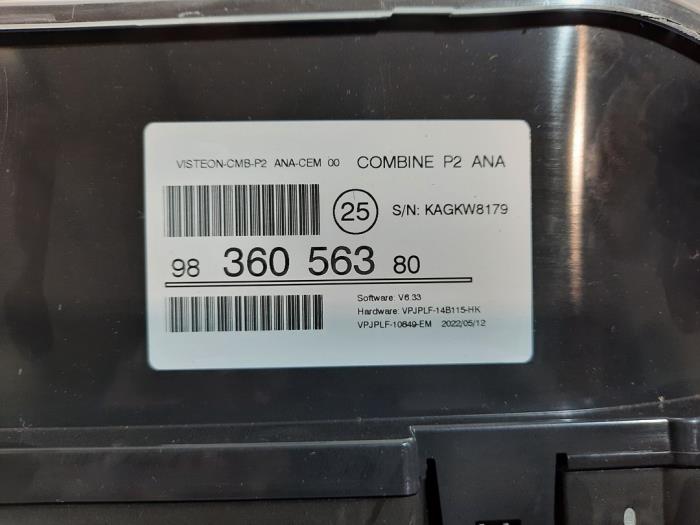 VISTEON-CMB-P2 ANA-CEM 00 COMBINE P2 ANA
25 S/N: KAGKW8179
98 360 563 80
Software: V6.33
Hardware: VPJPLF-14B115-HK
VPJPLF-10849-EM 2022/05/12